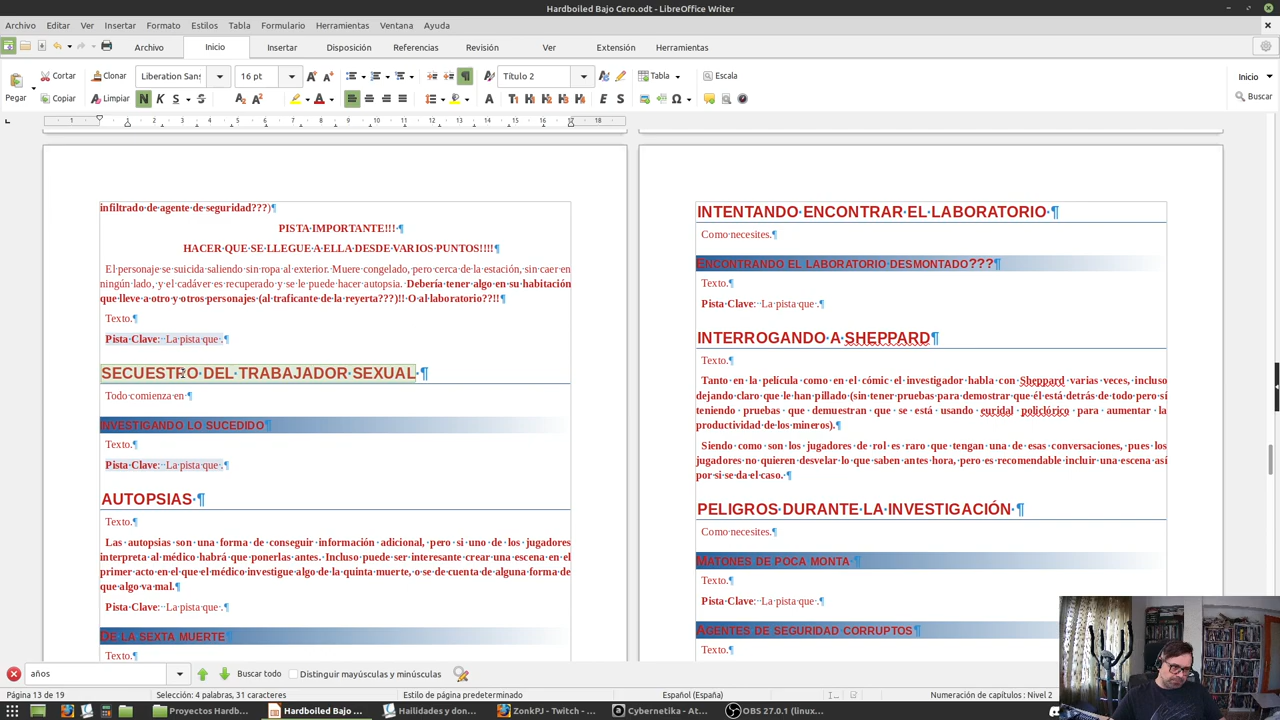 Hardboiled Bajo Cero.odt - LibreOffice Writer
Archivo Editar Ver Insertar Formato Estilos Tabla Formulario Herramientas Ventana Ayuda
Archivo Inicio Insertar Disposición Referencias Revisión Ver Extensión Herramientas
Cortar Clonar Liberation Sans 16 pt Título 2 Tabla Escala Inicio
Pegar Copiar Limpiar Buscar
infiltrado de agente de seguridad???)¶
PISTA IMPORTANTE!!! ¶
HACER QUE SE LLEGUE A ELLA DESDE VARIOS PUNTOS!!!!¶
El personaje se suicida saliendo sin ropa al exterior. Muere congelado, pero cerca de la estación, sin caer en
ningún lado, y el cadáver es recuperado y se le puede hacer autopsia. Debería tener algo en su habitación
que lleve a otro y otros personajes (al traficante de la reyerta???)!! O al laboratorio??!!¶
Texto.¶
Pista Clave: La pista que .¶
SECUESTRO DEL TRABAJADOR SEXUAL ¶
Todo comienza en ¶
INVESTIGANDO LO SUCEDIDO¶
Texto.¶
Pista Clave: La pista que .¶
AUTOPSIAS ¶
Texto.¶
Las autopsias son una forma de conseguir información adicional, pero si uno de los jugadores
interpreta al médico habrá que ponerlas antes. Incluso puede ser interesante crear una escena en el
primer acto en el que el médico investigue algo de la quinta muerte, o se de cuenta de alguna forma de
que algo va mal.¶
Pista Clave: La pista que .¶
DE LA SEXTA MUERTE¶
Texto.¶
INTENTANDO ENCONTRAR EL LABORATORIO ¶
Como necesites.¶
ENCONTRANDO EL LABORATORIO DESMONTADO???¶
Texto.¶
Pista Clave: La pista que .¶
INTERROGANDO A SHEPPARD¶
Texto.¶
Tanto en la película como en el cómic el investigador habla con Sheppard varias veces, incluso
dejando claro que le han pillado (sin tener pruebas para demostrar que él está detrás de todo pero sí
teniendo pruebas que demuestran que se está usando euridal policlórico para aumentar la
productividad de los mineros).¶
Siendo como son los jugadores de rol es raro que tengan una de esas conversaciones, pues los
jugadores no quieren desvelar lo que saben antes hora, pero es recomendable incluir una escena así
por si se da el caso. ¶
PELIGROS DURANTE LA INVESTIGACIÓN ¶
Como necesites.¶
MATONES DE POCA MONTA ¶
Texto.¶
Pista Clave: La pista que .¶
AGENTES DE SEGURIDAD CORRUPTOS¶
Texto.¶
años Buscar todo Distinguir mayúsculas y minúsculas
Página 13 de 19 Selección: 4 palabras, 31 caracteres Estilo de página predeterminado Español (España) Numeración de capítulos : Nivel 2
Proyectos Hardb... Hardboiled Bajo ... Hailidades y don... ZonkPJ - Twitch - ... Cybernetika - At... OBS 27.0.1 (linux...